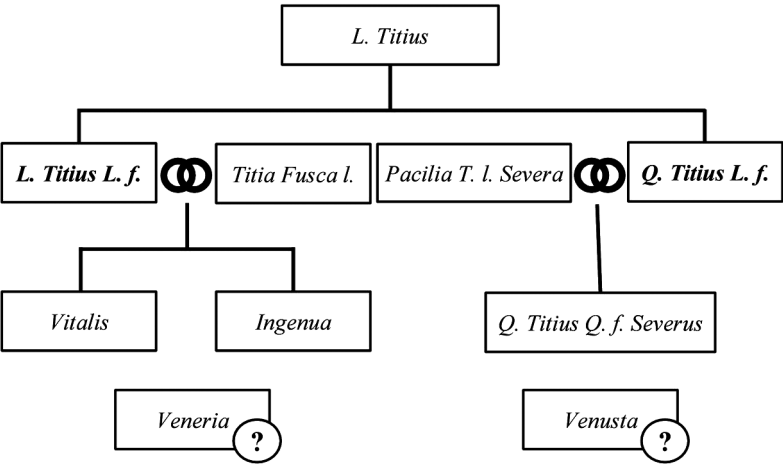 L. Titius
L. Titius L. f.
Titia Fusca l.
Pacilia T. l. Severa
Q. Titius L. f.
Vitalis
Ingenua
Q. Titius Q. f. Severus
Veneria
?
Venusta
?